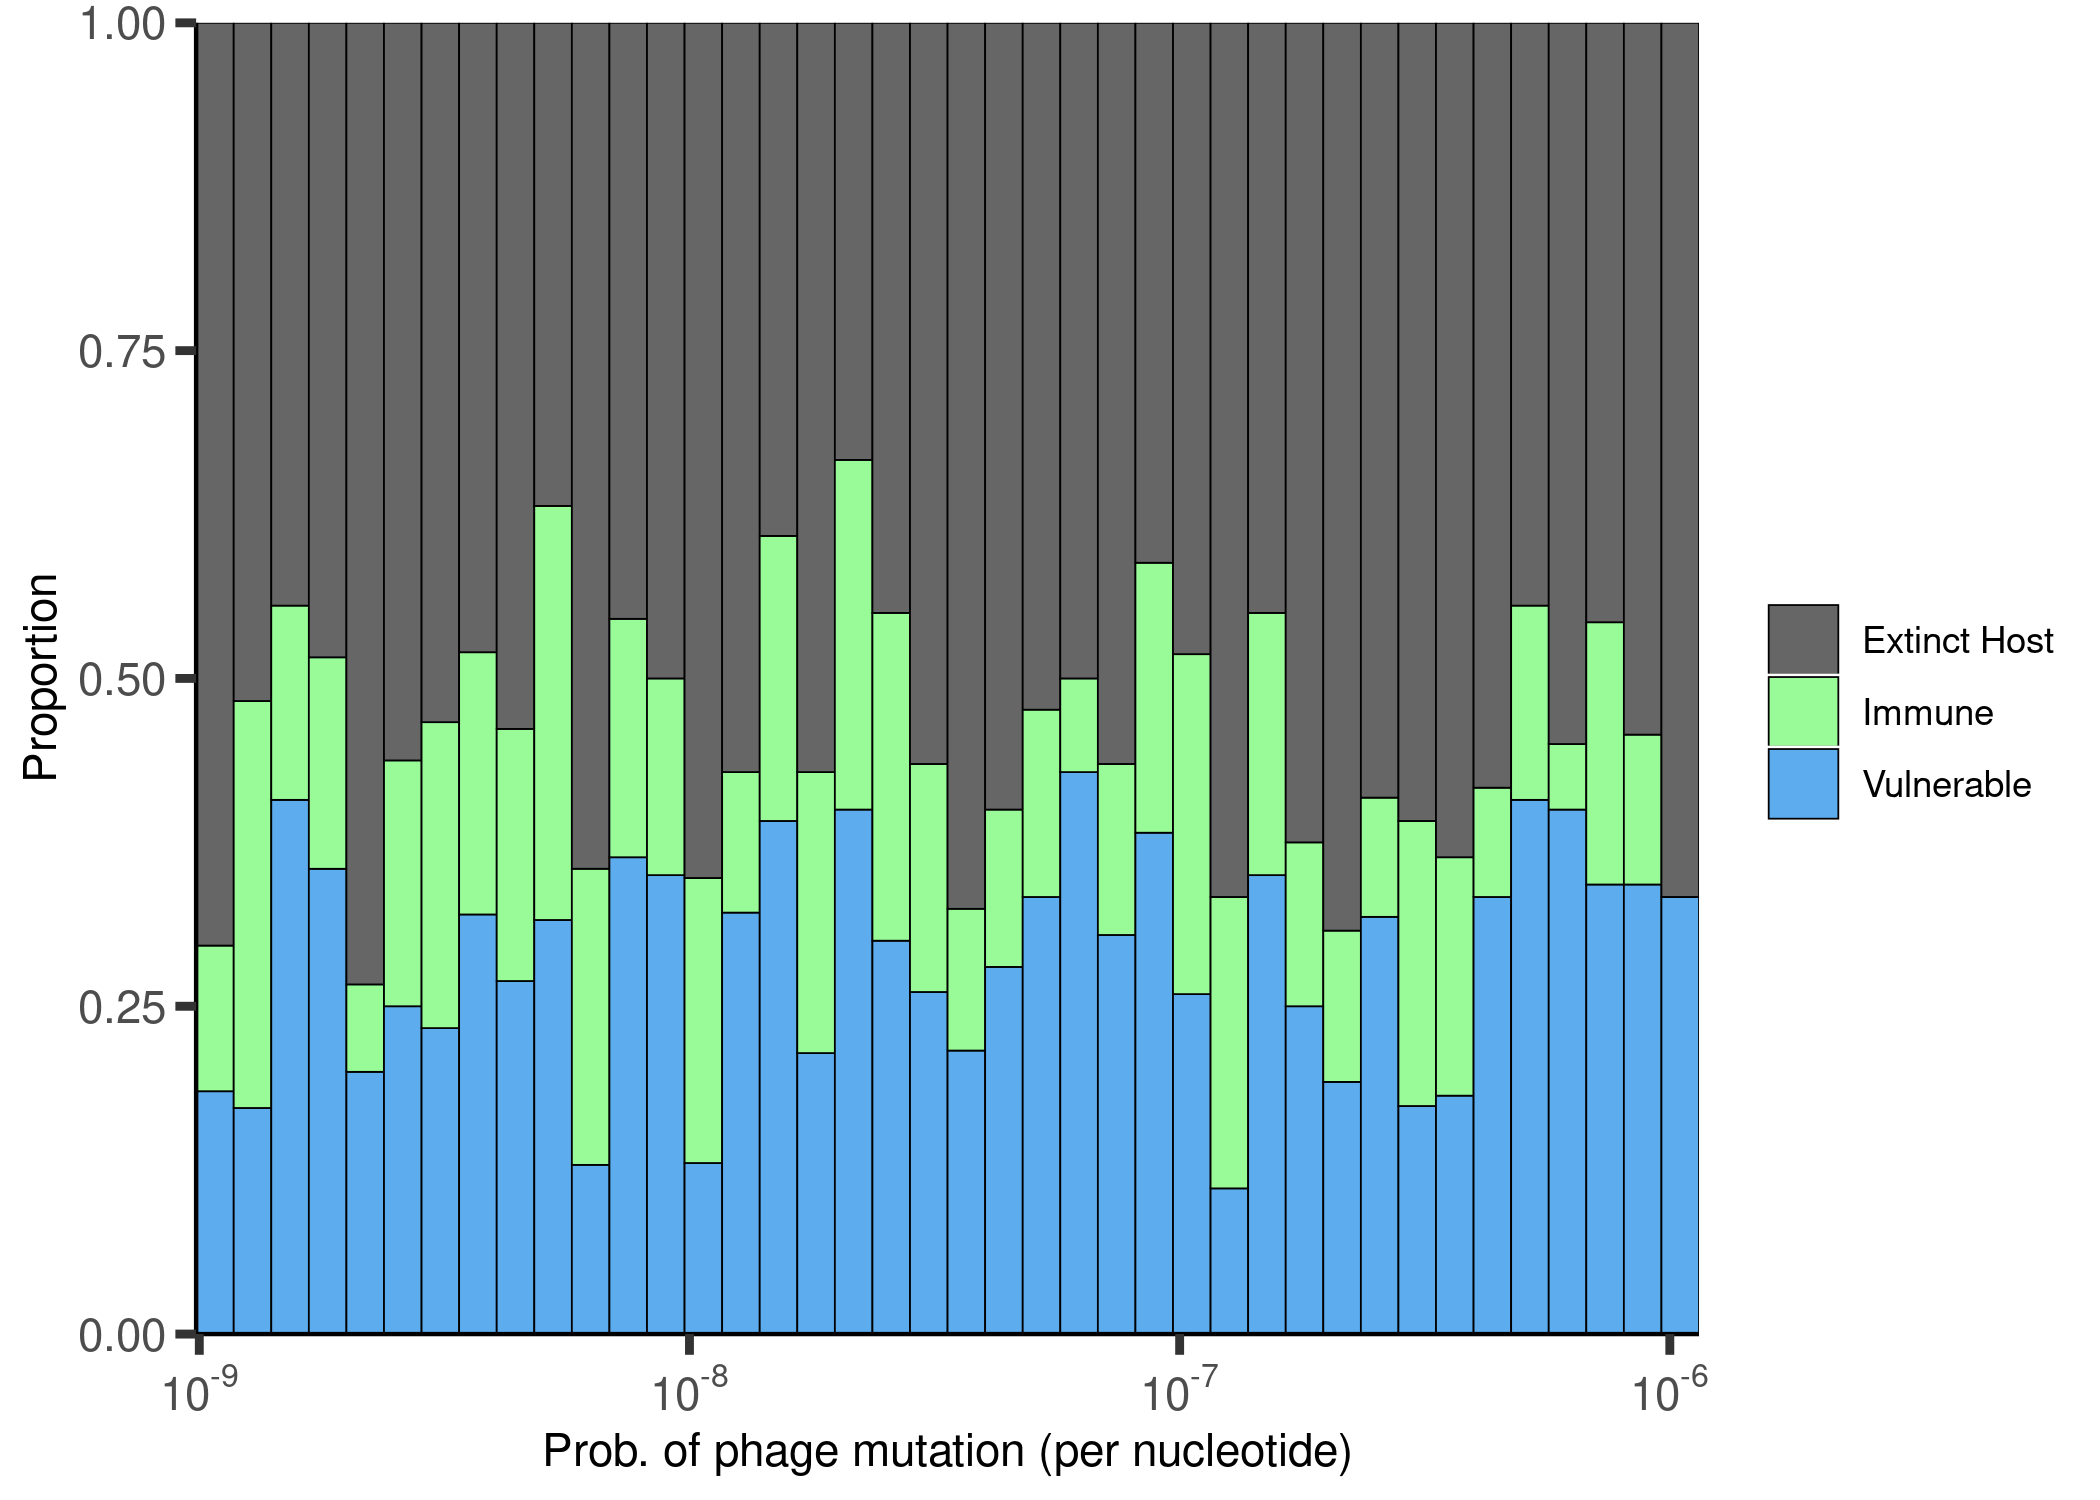 1.00
0.75
0.50
0.25
0.00
Proportion
10^-9 10^-8 10^-7 10^-6
Prob. of phage mutation (per nucleotide)
Extinct Host
Immune
Vulnerable